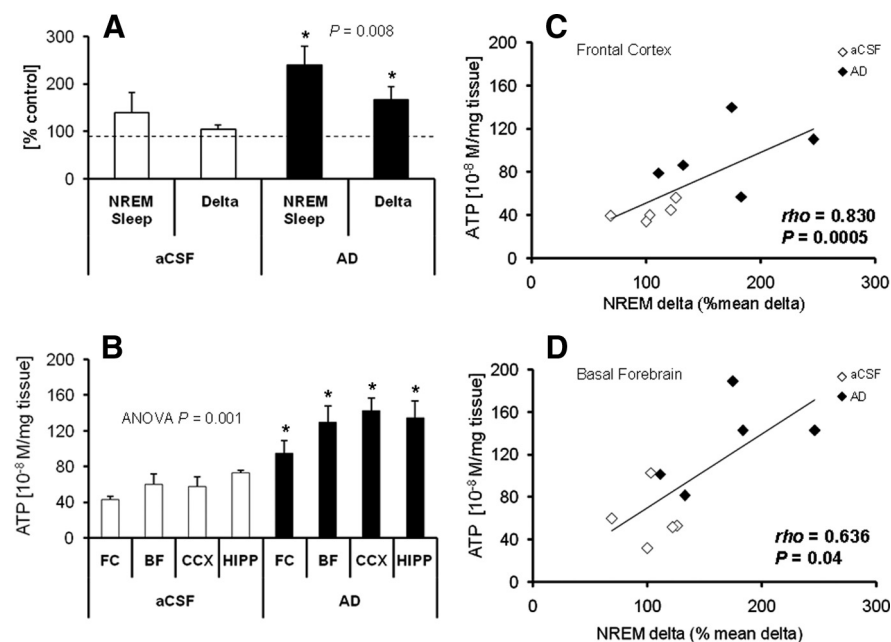 A
P = 0.008
[% control]
300
200
100
0
*
*
NREM Sleep
Delta
NREM Sleep
Delta
aCSF
AD
B
ATP [10⁻⁸ M/mg tissue]
200
160
120
80
40
0
ANOVA P = 0.001
*
*
*
*
FC BF CCX HIPP FC BF CCX HIPP
aCSF AD
C
Frontal Cortex
aCSF
AD
ATP [10⁻⁸ M/mg tissue]
200
160
120
80
40
0
rho = 0.830
P = 0.0005
0 100 200 300
NREM delta (%mean delta)
D
Basal Forebrain
aCSF
AD
ATP [10⁻⁸ M/mg tissue]
200
160
120
80
40
0
rho = 0.636
P = 0.04
0 100 200 300
NREM delta (% mean delta)